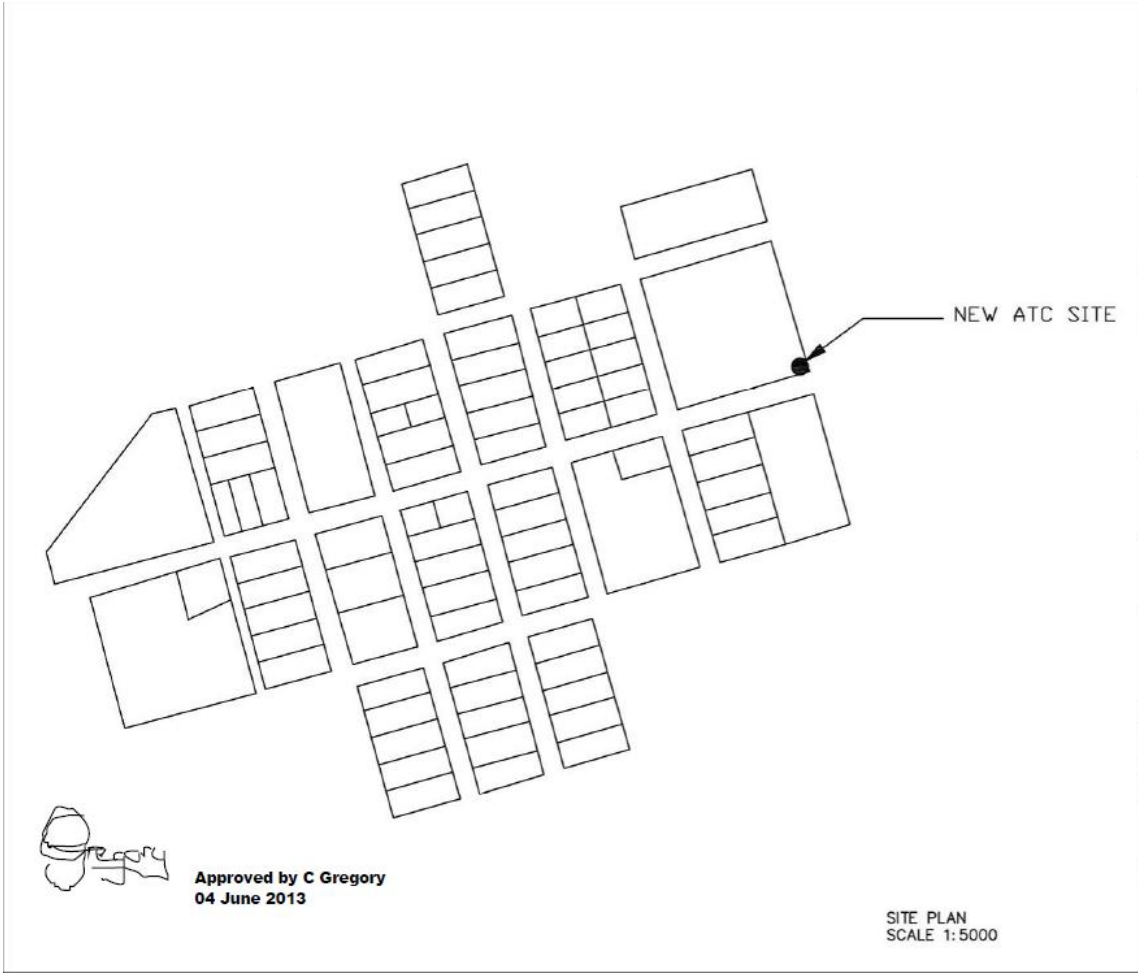 NEW ATC SITE
Gregory
Approved by C Gregory
04 June 2013
SITE PLAN
SCALE 1:5000